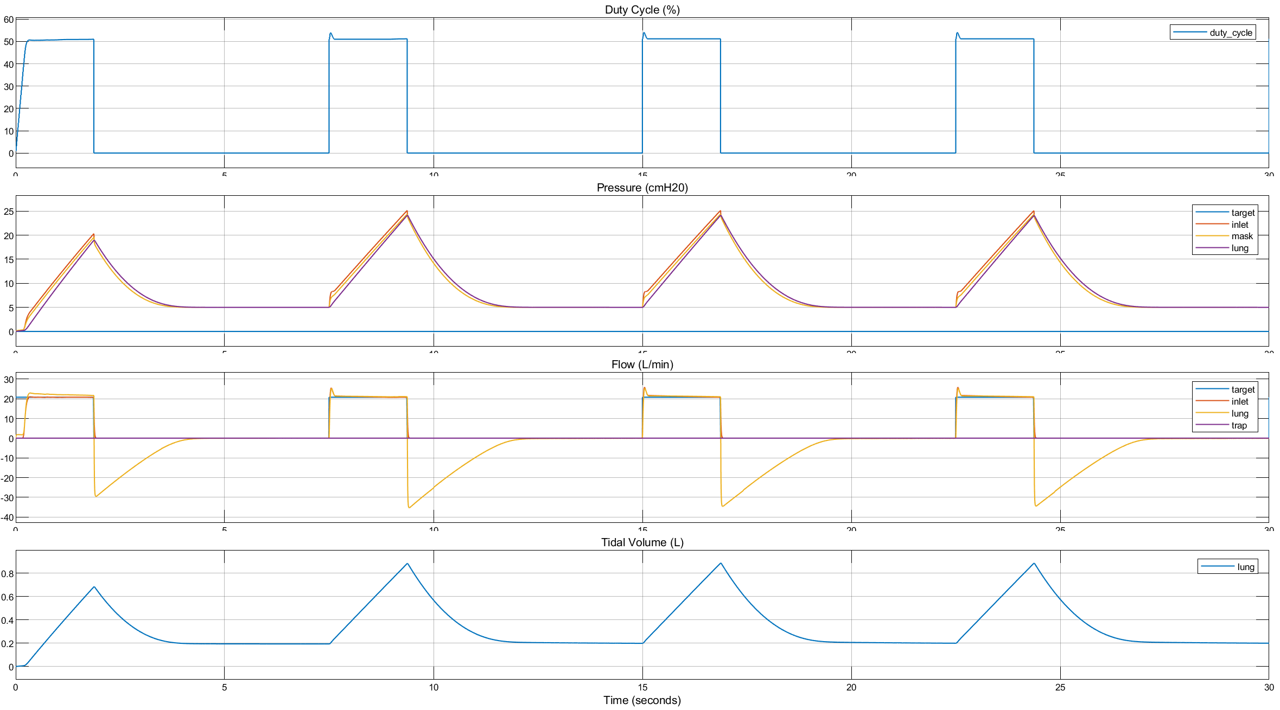 Duty Cycle (%)
60
50
40
30
20
10
0
duty_cycle
0 5 10 15 20 25 30
Pressure (cmH20)
25
20
15
10
5
0
target
inlet
mask
lung
0 5 10 15 20 25 30
Flow (L/min)
30
20
10
0
-10
-20
-30
-40
target
inlet
lung
trap
0 5 10 15 20 25 30
Tidal Volume (L)
0.8
0.6
0.4
0.2
0
lung
0 5 10 15 20 25 30
Time (seconds)